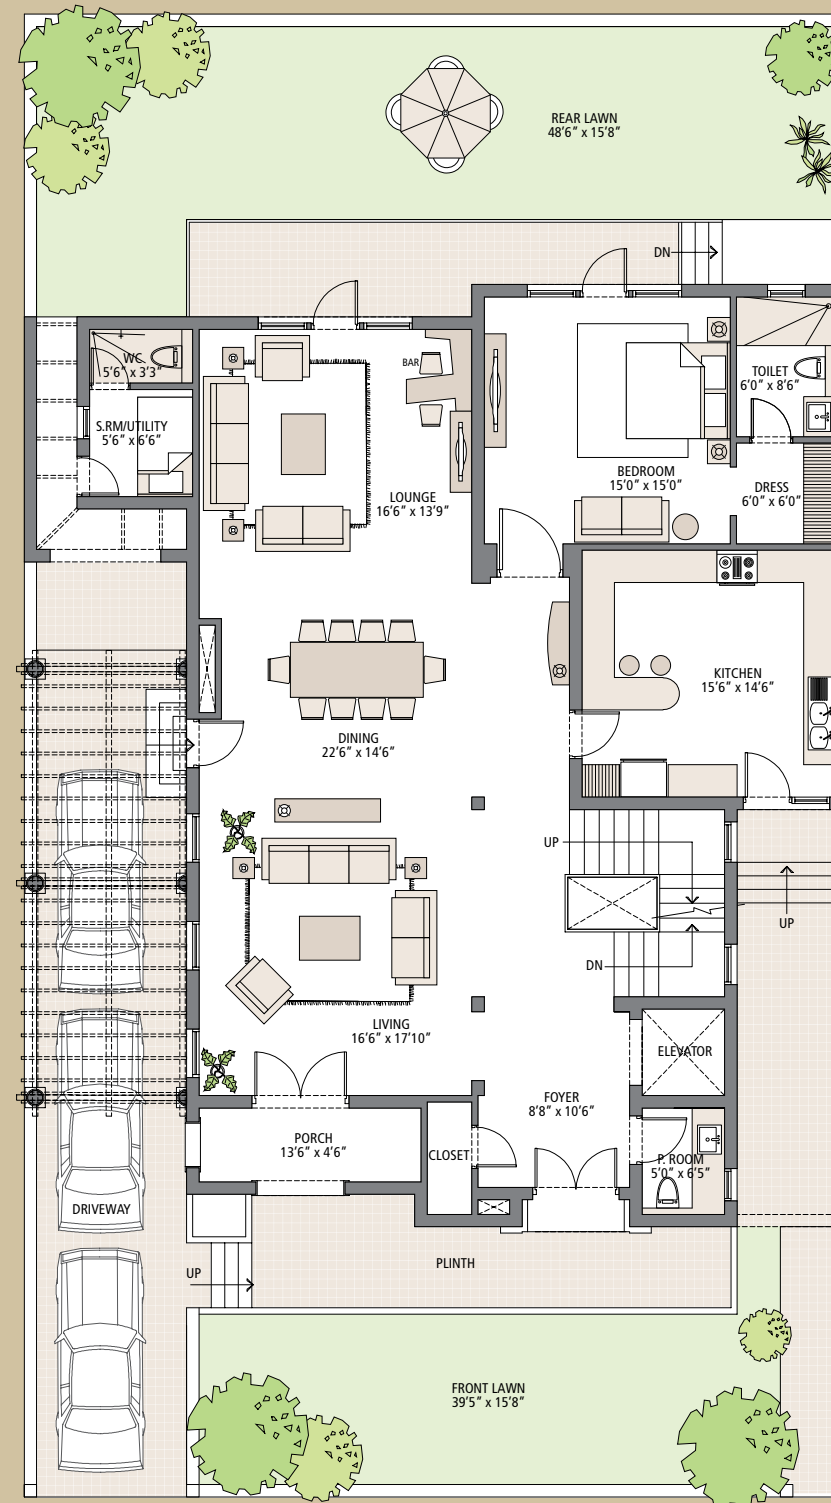 REAR LAWN
48'6" x 15'8"
DN
WC
5'6" x 3'3"
BAR
TOILET
6'0" x 8'6"
S.RM/UTILITY
5'6" x 6'6"
BEDROOM
15'0" x 15'0"
DRESS
6'0" x 6'0"
LOUNGE
16'6" x 13'9"
KITCHEN
15'6" x 14'6"
DINING
22'6" x 14'6"
UP
UP
DN
LIVING
16'6" x 17'10"
ELEVATOR
FOYER
8'8" x 10'6"
PORCH
13'6" x 4'6"
CLOSET
P. ROOM
5'0" x 6'5"
DRIVEWAY
PLINTH
UP
FRONT LAWN
39'5" x 15'8"